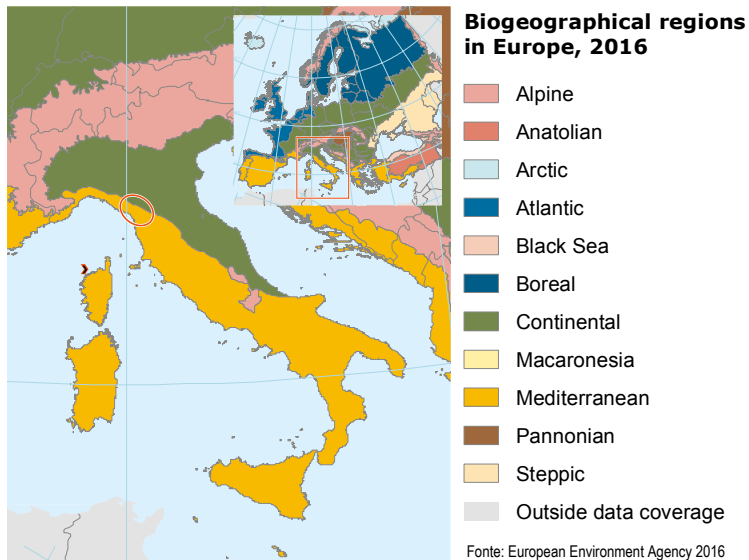 Biogeographical regions
in Europe, 2016
Alpine
Anatolian
Arctic
Atlantic
Black Sea
Boreal
Continental
Macaronesia
Mediterranean
Pannonian
Steppic
Outside data coverage
Fonte: European Environment Agency 2016